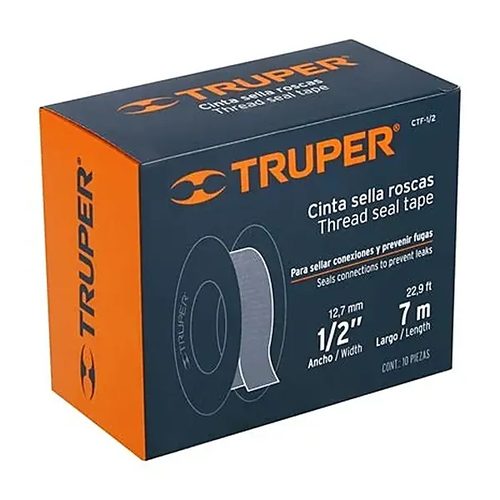 TRUPER®
Cinta sella roscas
Thread seal tape
CTF-1/2
TRUPER®
Cinta sella roscas
Thread seal tape
Para sellar conexiones y prevenir fugas
Seals connections to prevent leaks
12,7 mm
1/2"
Ancho / Width
22,9 ft
7 m
Largo / Length
CONT.: 10 PIEZAS
TRUPER
TRUPER®